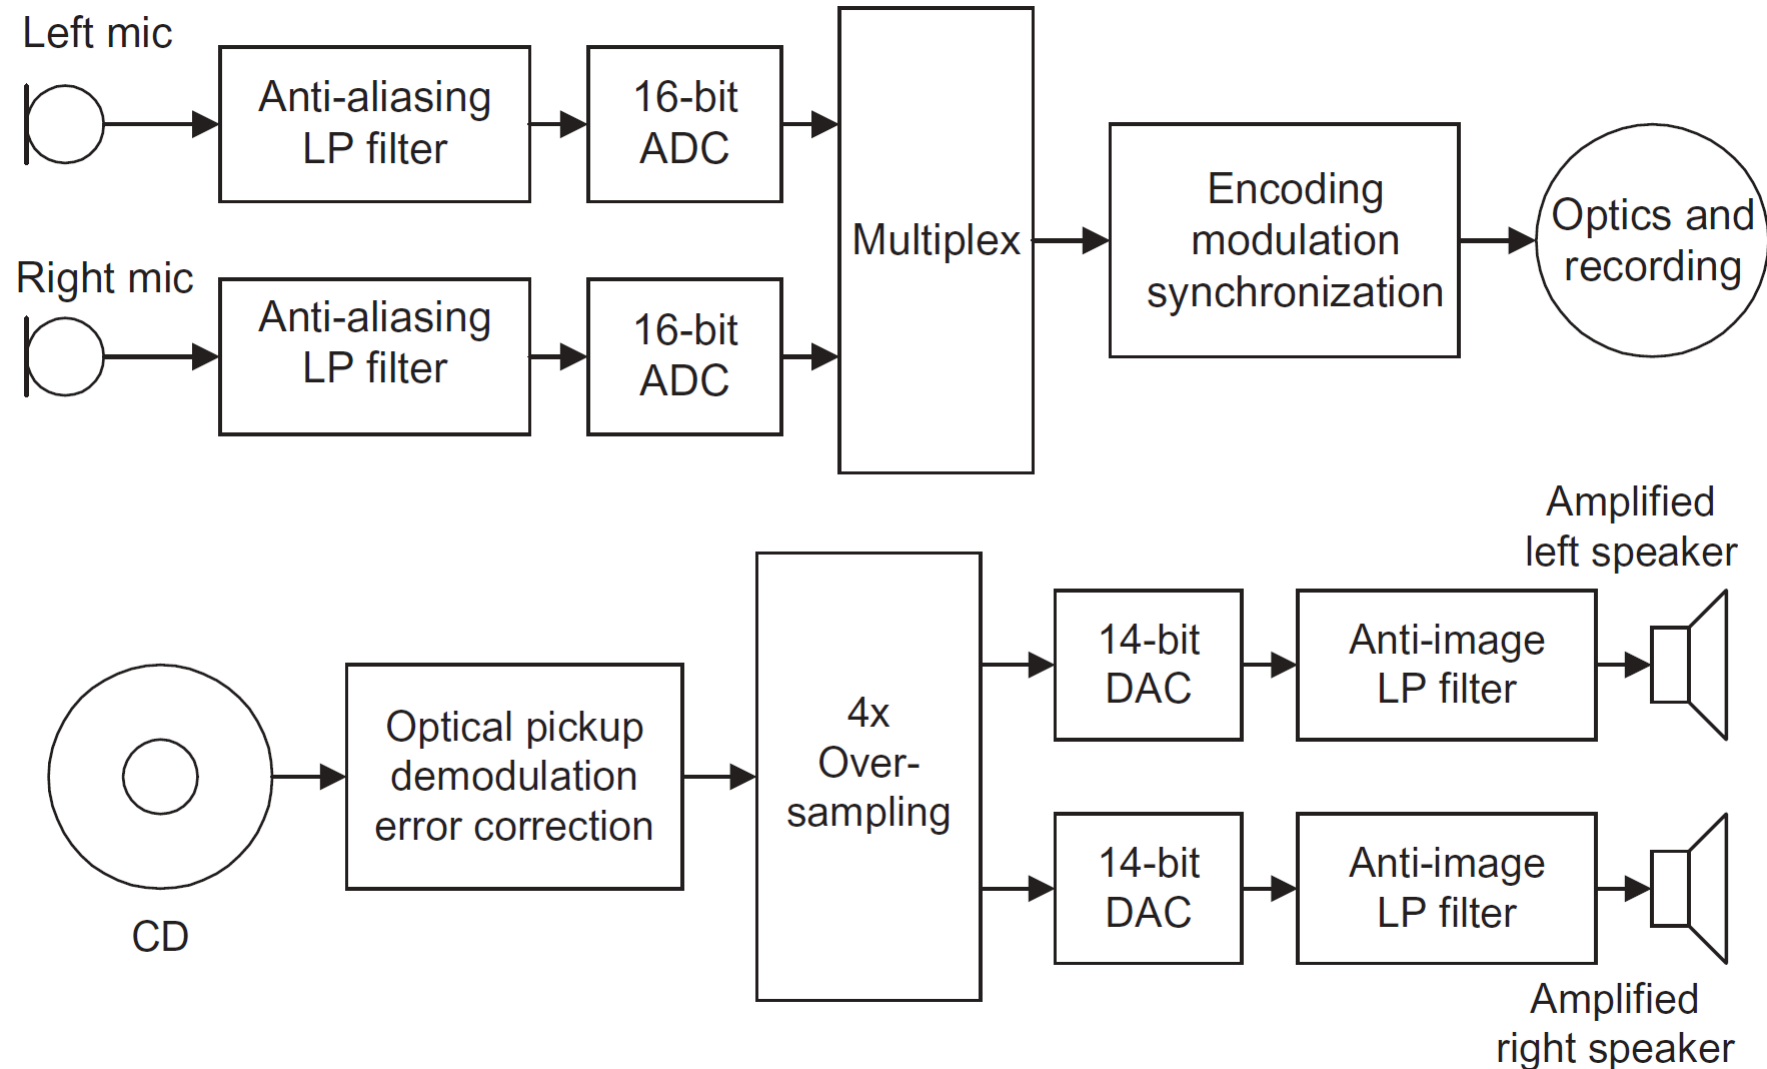 Left mic
Anti-aliasing
LP filter
16-bit
ADC
Right mic
Anti-aliasing
LP filter
16-bit
ADC
Multiplex
Encoding
modulation
synchronization
Optics and
recording
CD
Optical pickup
demodulation
error correction
4x
Over-
sampling
14-bit
DAC
Anti-image
LP filter
Amplified
left speaker
14-bit
DAC
Anti-image
LP filter
Amplified
right speaker